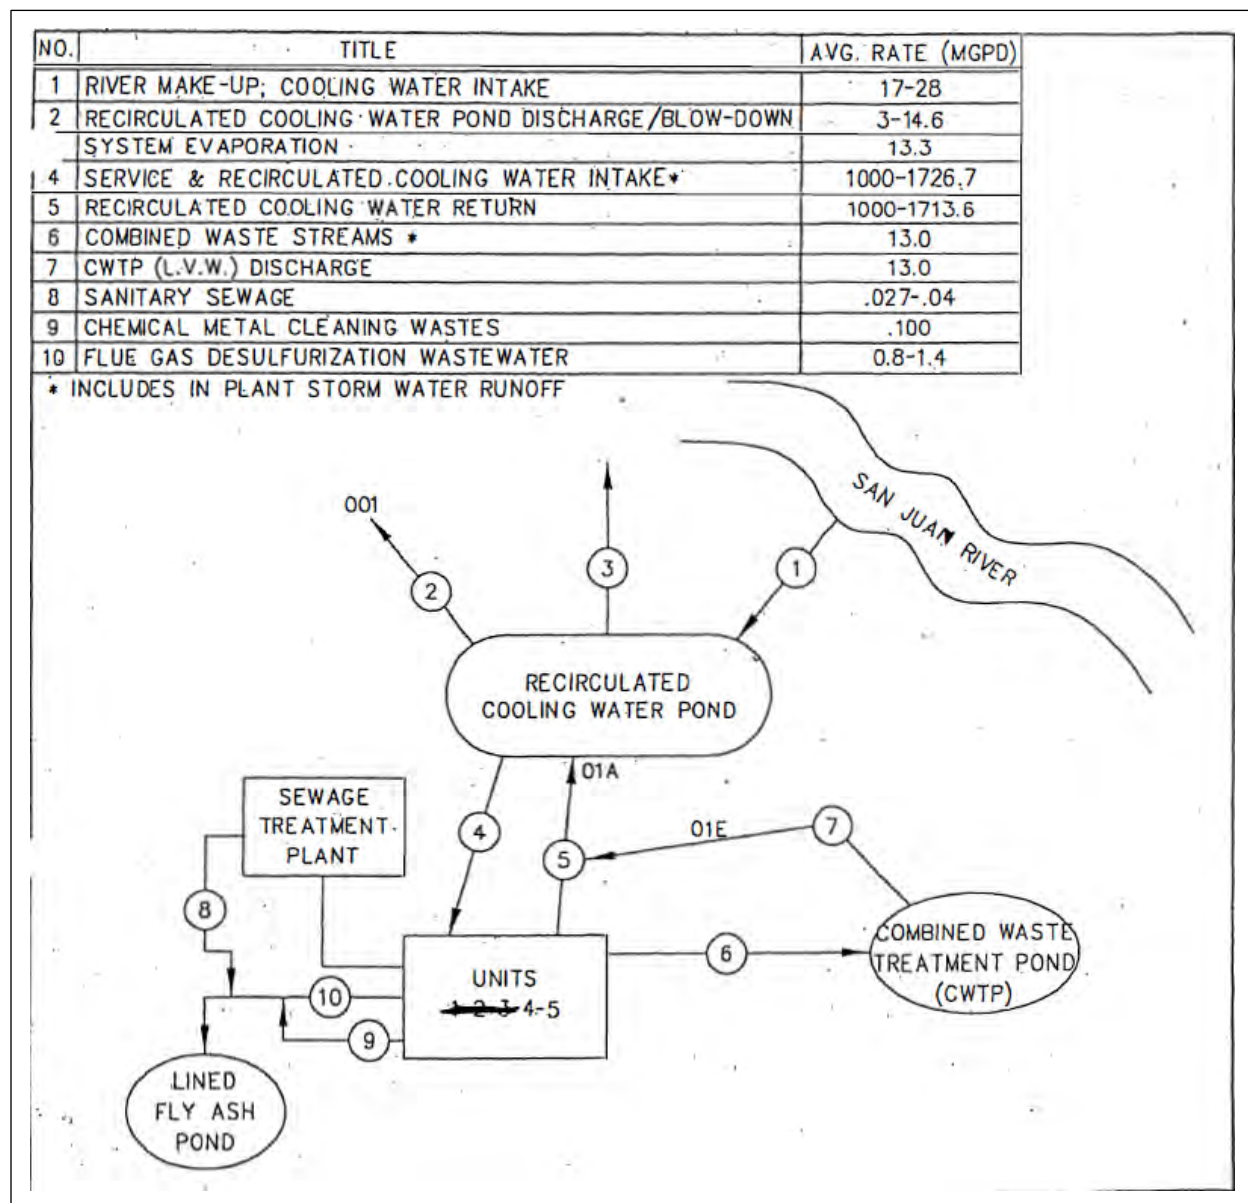 NO. TITLE AVG. RATE (MGPD)
1 RIVER MAKE-UP; COOLING WATER INTAKE 17-28
2 RECIRCULATED COOLING WATER POND DISCHARGE/BLOW-DOWN 3-14.6
SYSTEM EVAPORATION 13.3
4 SERVICE & RECIRCULATED COOLING WATER INTAKE* 1000-1726.7
5 RECIRCULATED COOLING WATER RETURN 1000-1713.6
6 COMBINED WASTE STREAMS * 13.0
7 CWTP (L.V.W.) DISCHARGE 13.0
8 SANITARY SEWAGE .027-.04
9 CHEMICAL METAL CLEANING WASTES .100
10 FLUE GAS DESULFURIZATION WASTEWATER 0.8-1.4
* INCLUDES IN PLANT STORM WATER RUNOFF
SAN JUAN RIVER
001
3
1
2
RECIRCULATED
COOLING WATER POND
01A
SEWAGE
TREATMENT
PLANT
4
01E
7
5
8
COMBINED WASTE
TREATMENT POND
(CWTP)
6
UNITS
1-2-3-4-5
10
9
LINED
FLY ASH
POND